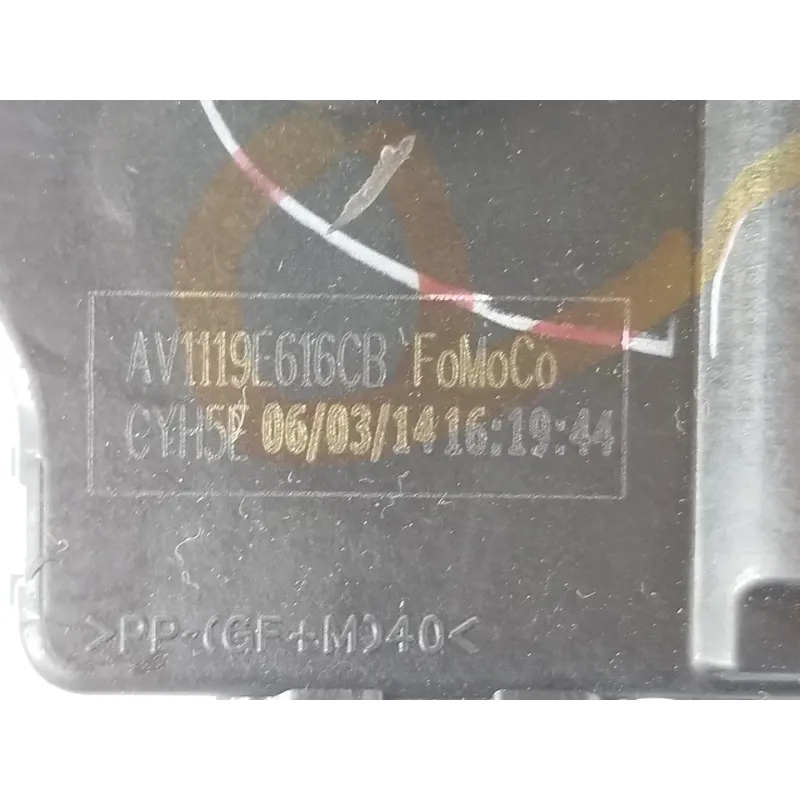 AV1119E616CB FoMoCo
CYH5E 06/03/14 16:19:44
>PP-(GF+M)40<